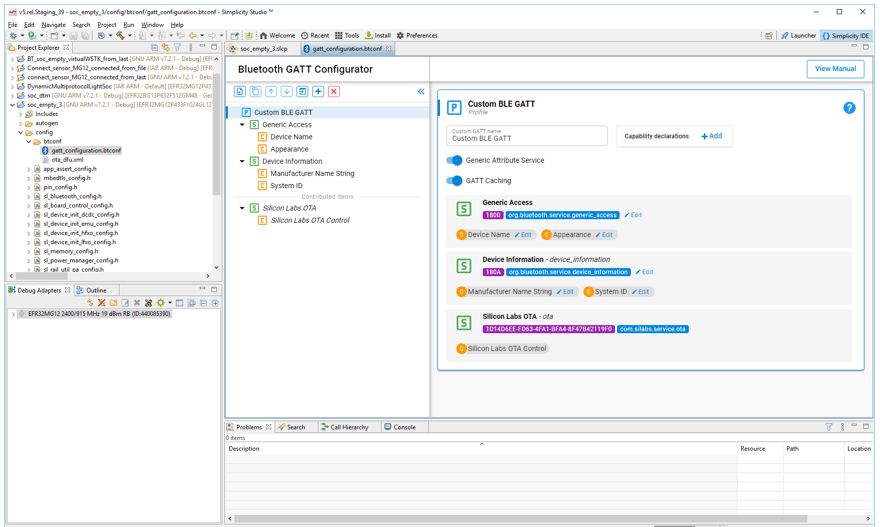 v5.rel.Staging_39 - soc_empty_3/config/btconf/gatt_configuration.btconf - Simplicity Studio ™
File Edit Navigate Search Project Run Window Help
Welcome Recent Tools Install Preferences
Launcher
Simplicity IDE
Project Explorer
BT_soc_empty_virtualWSTK_from_last [GNU ARM v7.2.1 - Debug] [EFR
Connect_sensor_MG12_connected_from_file [IAR ARM - Debug] [EFR32
connect_sensor_MG12_connected_from_last [GNU ARM v7.2.1 - Debug]
DynamicMultiprotocolLightSoc [IAR ARM - Default] [EFR32MG12P433
soc_dtm [GNU ARM v7.2.1 - Debug] [EFR32BG13P632F512GM48 - Gec
soc_empty_3 [GNU ARM v7.2.1 - Debug] [EFR32MG12P433F1024GL12
Includes
autogen
config
btconf
gatt_configuration.btconf
ota_dfu.xml
app_assert_config.h
mbedtls_config.h
pin_config.h
sl_bluetooth_config.h
sl_board_control_config.h
sl_device_init_dcdc_config.h
sl_device_init_emu_config.h
sl_device_init_hfxo_config.h
sl_device_init_lfxo_config.h
sl_memory_config.h
sl_power_manager_config.h
sl_rail_util_pa_config.h
Debug Adapters
Outline
EFR32MG12 2400/915 MHz 19 dBm RB (ID:440085390)
soc_empty_3.slcp
gatt_configuration.btconf
Bluetooth GATT Configurator
View Manual
Custom BLE GATT
Generic Access
Device Name
Appearance
Device Information
Manufacturer Name String
System ID
Contributed Items
Silicon Labs OTA
Silicon Labs OTA Control
Custom BLE GATT
Profile
Custom GATT name
Custom BLE GATT
Capability declarations
Add
Generic Attribute Service
GATT Caching
Generic Access
1800 org.bluetooth.service.generic_access Edit
Device Name Edit Appearance Edit
Device Information - device_information
180A org.bluetooth.service.device_information Edit
Manufacturer Name String Edit System ID Edit
Silicon Labs OTA - ota
1D14D6EE-FD63-4FA1-BFA4-8F47B42119F0 com.silabs.service.ota
Silicon Labs OTA Control
Problems
Search
Call Hierarchy
Console
0 items
Description Resource Path Location